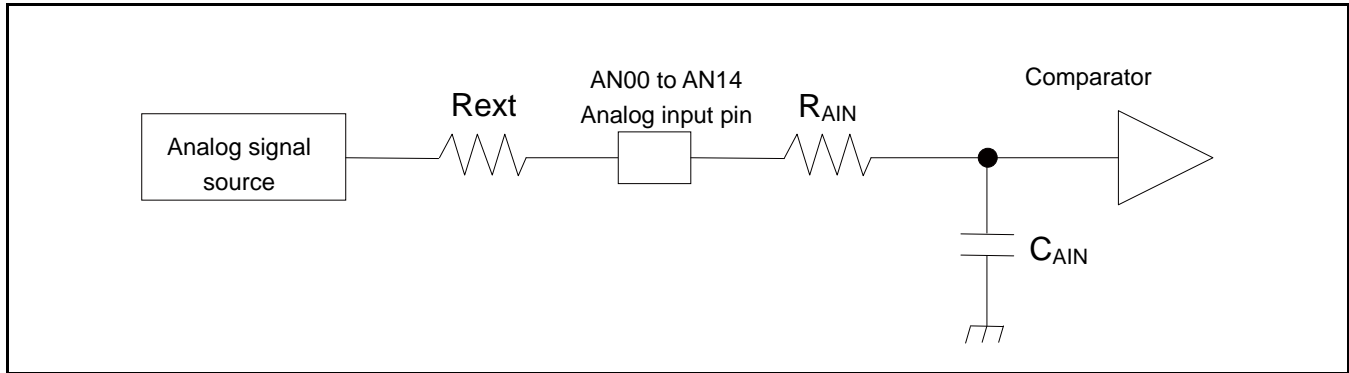 Analog signal
source
Rext
AN00 to AN14
Analog input pin
RAIN
Comparator
CAIN